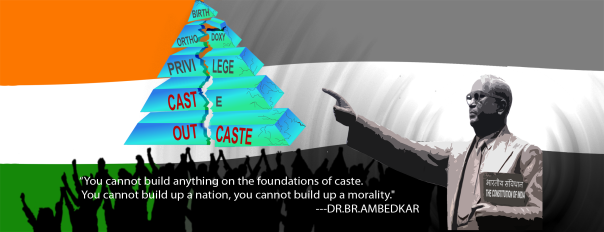 BIRTH
ORTHO DOXY
PRIVI LEGE
CAST E
OUT CASTE
भारतीय संविधान
THE CONSTITUTION OF INDIA
"You cannot build anything on the foundations of caste.
You cannot build up a nation, you cannot build up a morality."
---DR.BR.AMBEDKAR